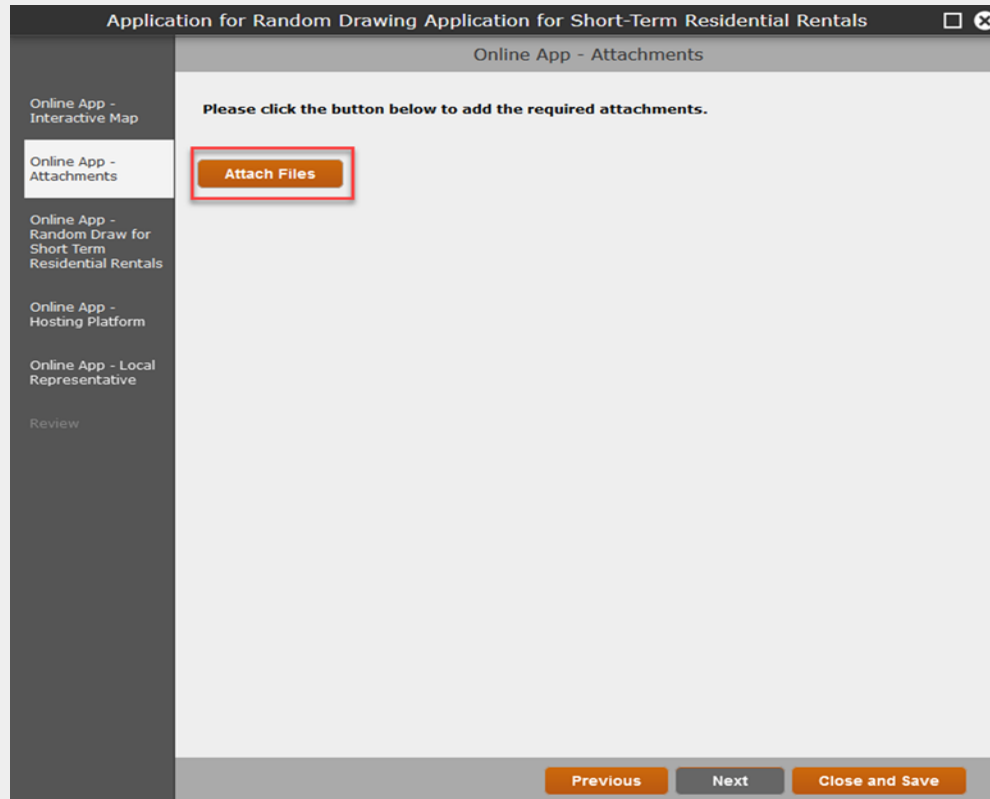 Application for Random Drawing Application for Short-Term Residential Rentals
Online App - Attachments
Online App -
Interactive Map
Online App -
Attachments
Online App -
Random Draw for
Short Term
Residential Rentals
Online App -
Hosting Platform
Online App - Local
Representative
Review
Please click the button below to add the required attachments.
Attach Files
Previous
Next
Close and Save